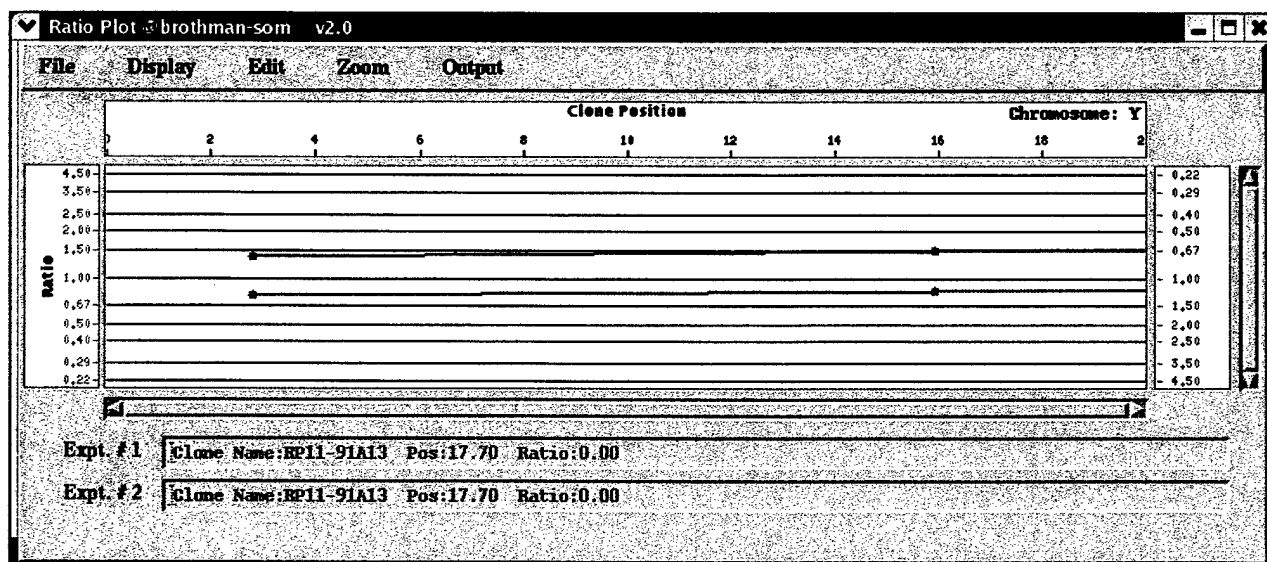 Ratio Plot @ brothman-som v2.0
File Display Edit Zoom Output
Clone Position Chromosome: Y
0 2 4 6 8 10 12 14 16 18 2
Ratio
4.50 0.22
3.50 0.29
2.50 0.40
2.00 0.50
1.50 0.67
1.00 1.00
0.67 1.50
0.50 2.00
0.40 2.50
0.29 3.50
0.22 4.50
Expt. # 1 Clone Name:RP11-91A13 Pos:17.70 Ratio:0.00
Expt. # 2 Clone Name:RP11-91A13 Pos:17.70 Ratio:0.00